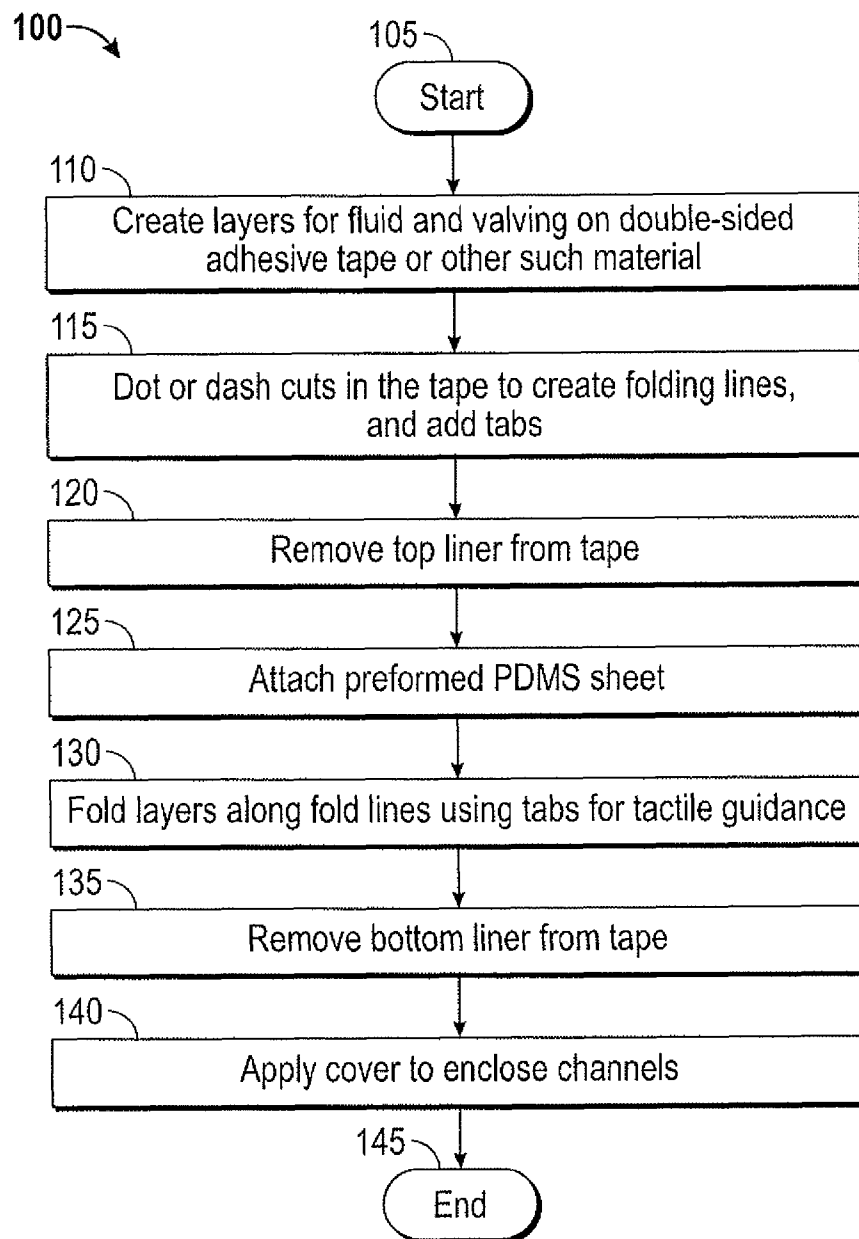 100
105
Start
110
Create layers for fluid and valving on double-sided
adhesive tape or other such material
115
Dot or dash cuts in the tape to create folding lines,
and add tabs
120
Remove top liner from tape
125
Attach preformed PDMS sheet
130
Fold layers along fold lines using tabs for tactile guidance
135
Remove bottom liner from tape
140
Apply cover to enclose channels
145
End